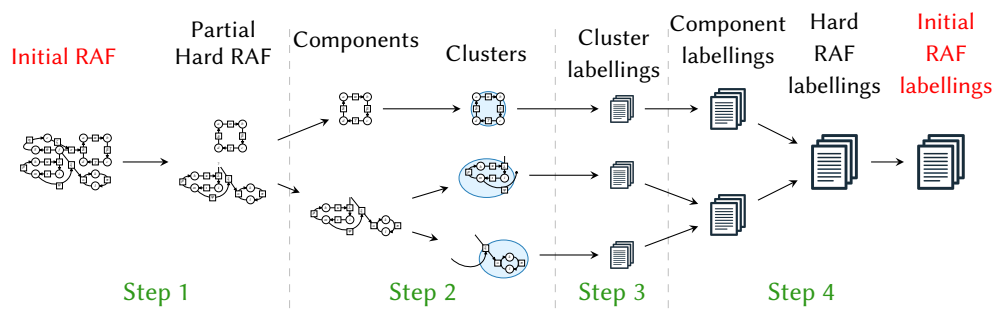 Initial RAF
Partial
Hard RAF
Components
Clusters
Cluster
labellings
Component
labellings
Hard
RAF
labellings
Initial
RAF
labellings
Step 1
Step 2
Step 3
Step 4